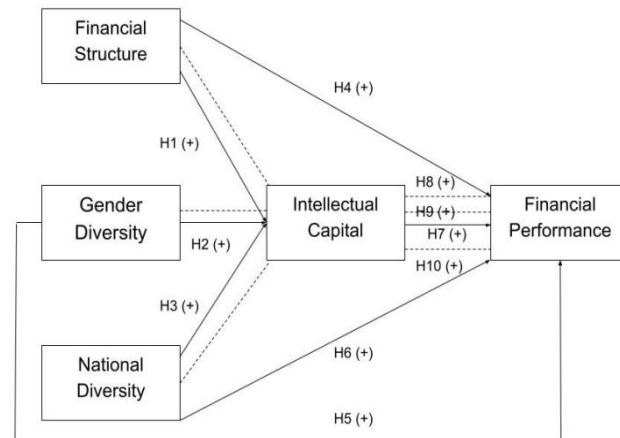 Financial
Structure
H4 (+)
H1 (+)
H8 (+)
Gender
Diversity
Intellectual
Capital
Financial
Performance
H9 (+)
H2 (+)
H7 (+)
H10 (+)
H3 (+)
H6 (+)
National
Diversity
H5 (+)